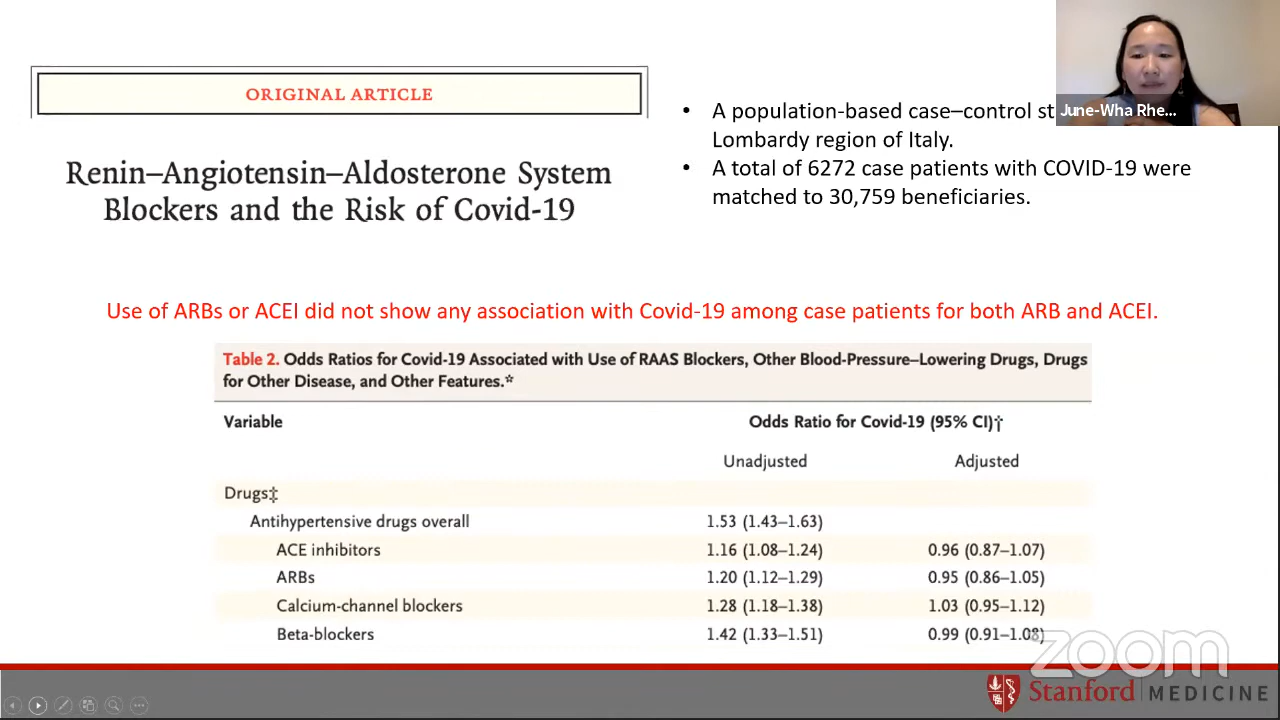 ORIGINAL ARTICLE
Renin–Angiotensin–Aldosterone System
Blockers and the Risk of Covid-19
• A population-based case–control
Lombardy region of Italy.
• A total of 6272 case patients with COVID-19 were
matched to 30,759 beneficiaries.
June-Wha Rhe...
Use of ARBs or ACEI did not show any association with Covid-19 among case patients for both ARB and ACEI.
Table 2. Odds Ratios for Covid-19 Associated with Use of RAAS Blockers, Other Blood-Pressure–Lowering Drugs, Drugs
for Other Disease, and Other Features.*
Variable Odds Ratio for Covid-19 (95% CI)†
Unadjusted Adjusted
Drugs‡
Antihypertensive drugs overall 1.53 (1.43–1.63)
ACE inhibitors 1.16 (1.08–1.24) 0.96 (0.87–1.07)
ARBs 1.20 (1.12–1.29) 0.95 (0.86–1.05)
Calcium-channel blockers 1.28 (1.18–1.38) 1.03 (0.95–1.12)
Beta-blockers 1.42 (1.33–1.51) 0.99 (0.91–1.08)
zoom
Stanford MEDICINE